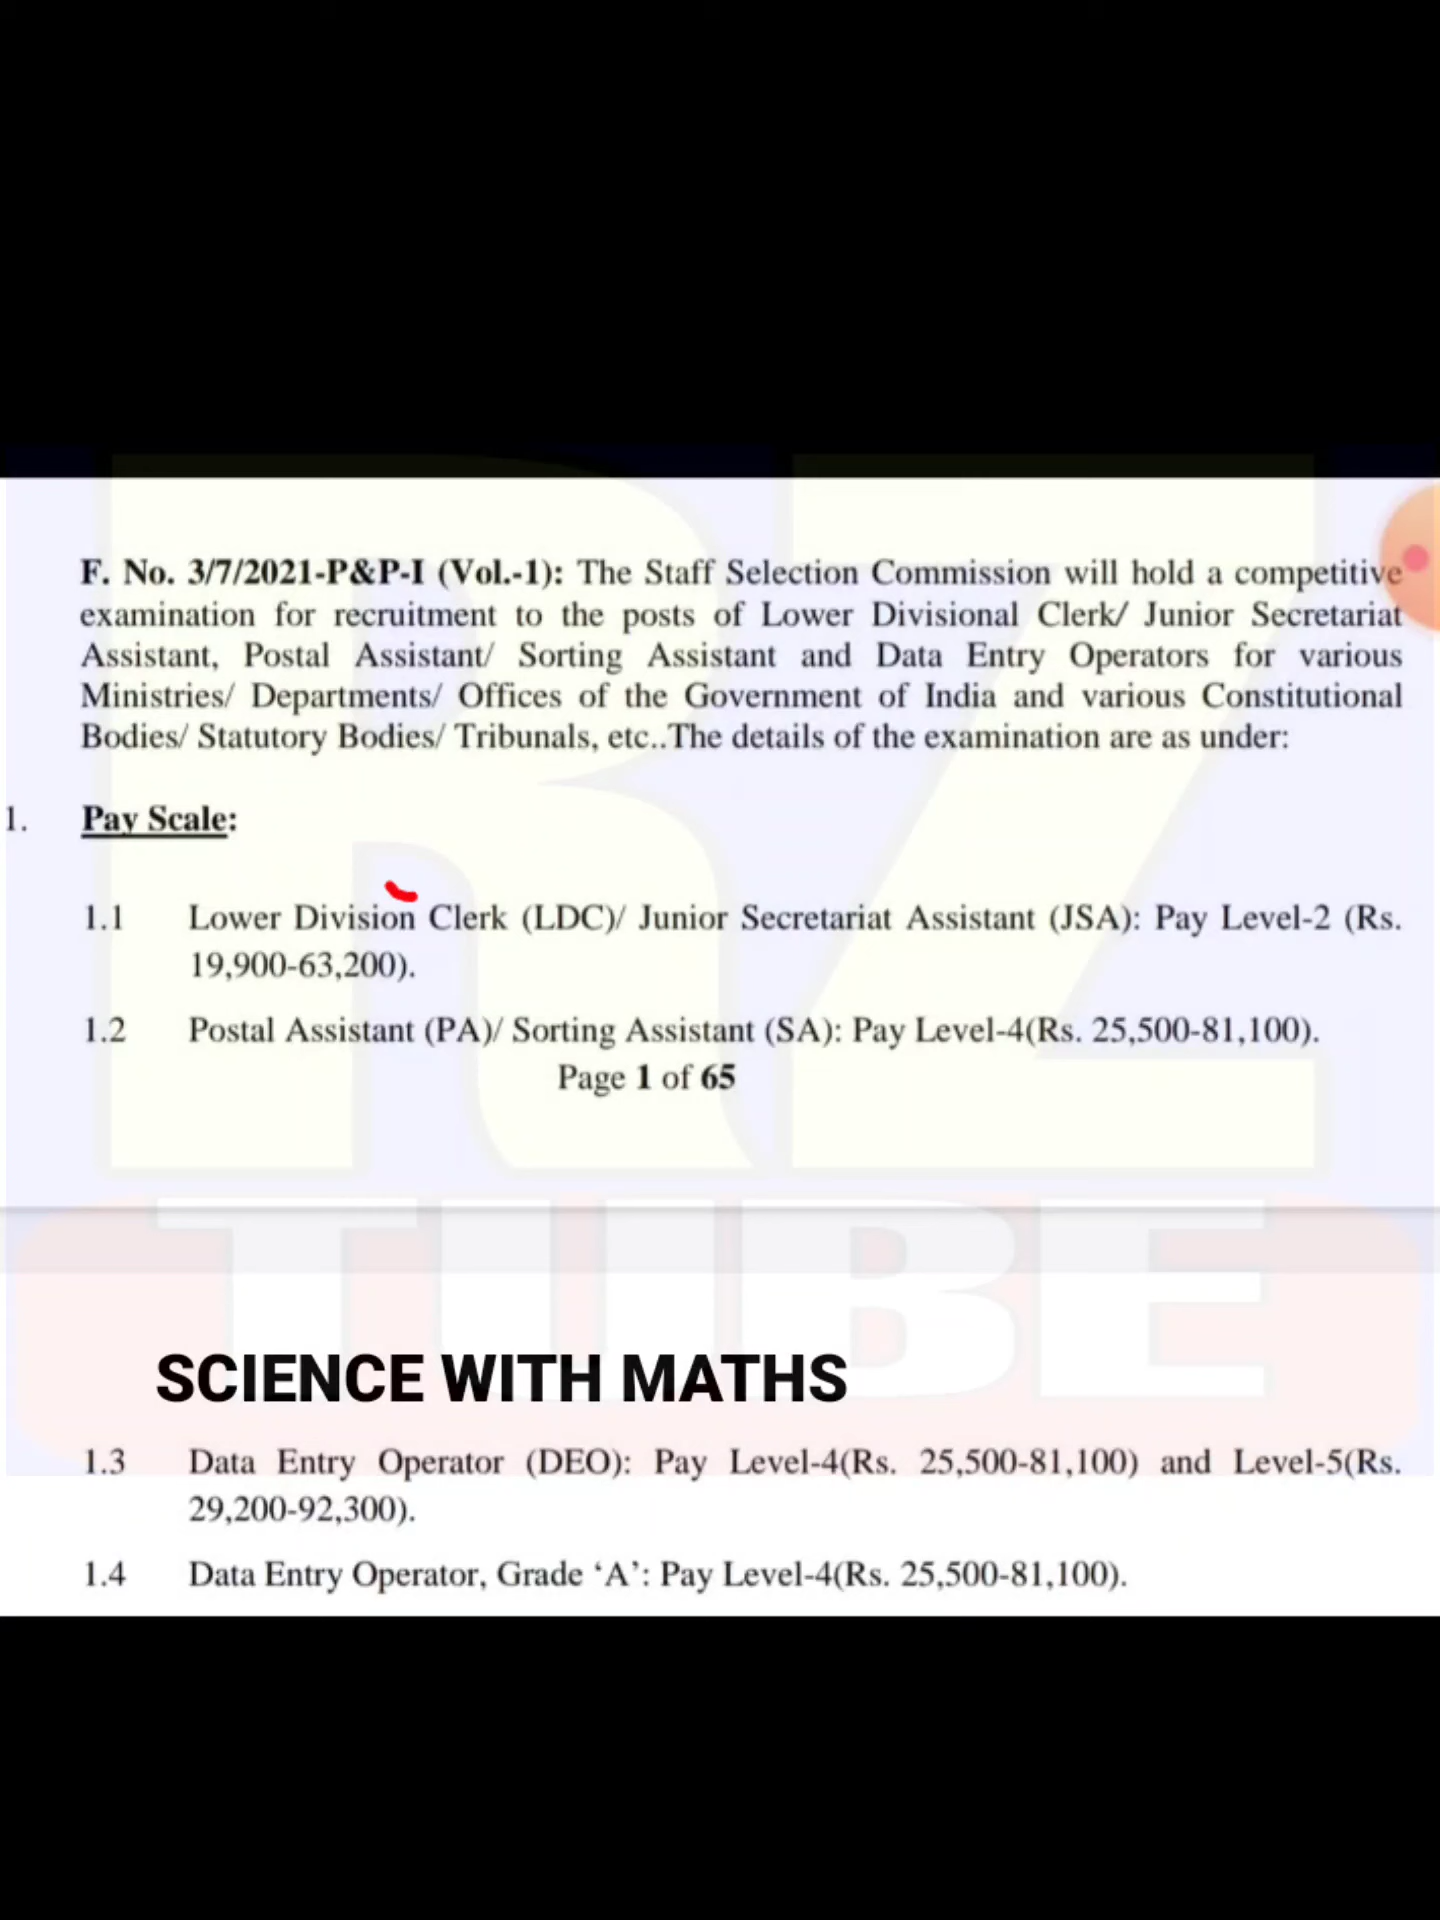 F. No. 3/7/2021-P&P-I (Vol.-1): The Staff Selection Commission will hold a competitive
examination for recruitment to the posts of Lower Divisional Clerk/ Junior Secretariat
Assistant, Postal Assistant/ Sorting Assistant and Data Entry Operators for various
Ministries/ Departments/ Offices of the Government of India and various Constitutional
Bodies/ Statutory Bodies/ Tribunals, etc..The details of the examination are as under:
1. Pay Scale:
1.1 Lower Division Clerk (LDC)/ Junior Secretariat Assistant (JSA): Pay Level-2 (Rs.
19,900-63,200).
1.2 Postal Assistant (PA)/ Sorting Assistant (SA): Pay Level-4(Rs. 25,500-81,100).
Page 1 of 65
RZ
TUBE
SCIENCE WITH MATHS
1.3 Data Entry Operator (DEO): Pay Level-4(Rs. 25,500-81,100) and Level-5(Rs.
29,200-92,300).
1.4 Data Entry Operator, Grade ‘A’: Pay Level-4(Rs. 25,500-81,100).